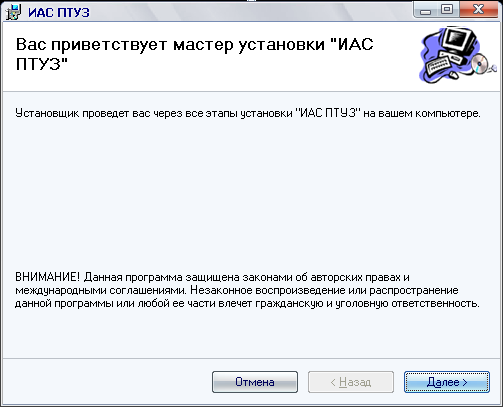 ИАС ПТУЗ
Вас приветствует мастер установки "ИАС
ПТУЗ"
Установщик проведет вас через все этапы установки "ИАС ПТУЗ" на вашем компьютере.
ВНИМАНИЕ! Данная программа защищена законами об авторских правах и
международными соглашениями. Незаконное воспроизведение или распространение
данной программы или любой ее части влечет гражданскую и уголовную ответственность.
Отмена
< Назад
Далее >